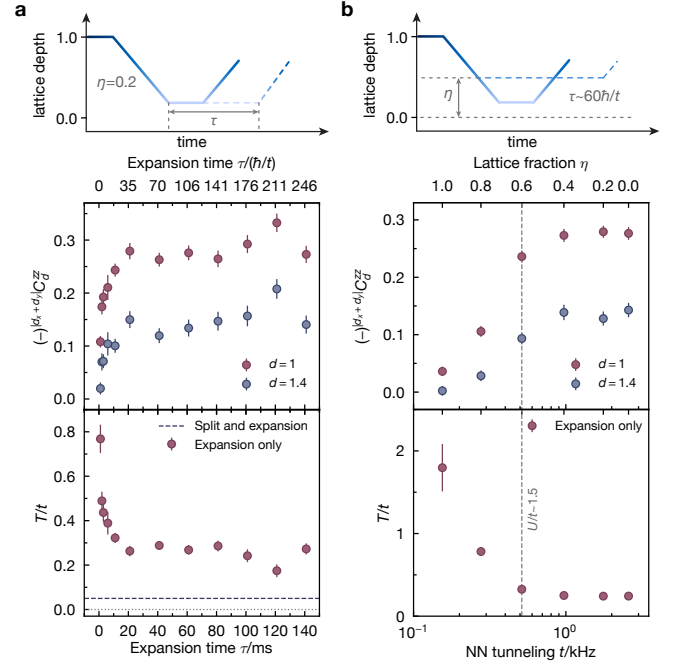 a
b
lattice depth
1.0
0.0
η=0.2
τ
time
lattice depth
1.0
0.0
η
τ~60ħ/t
time
Expansion time τ/(ħ/t)
0 35 70 106 141 176 211 246
(-)^{|d_x+d_y|}C_d^{zz}
0.3
0.2
0.1
0.0
d = 1
d = 1.4
T/t
0.8
0.6
0.4
0.2
0.0
Split and expansion
Expansion only
0 20 40 60 80 100 120 140
Expansion time τ/ms
Lattice fraction η
1.0 0.8 0.6 0.4 0.2 0.0
(-)^{|d_x+d_y|}C_d^{zz}
0.3
0.2
0.1
0.0
d = 1
d = 1.4
T/t
2
1
0
Expansion only
U/t~1.5
10⁻¹ 10⁰
NN tunneling t/kHz